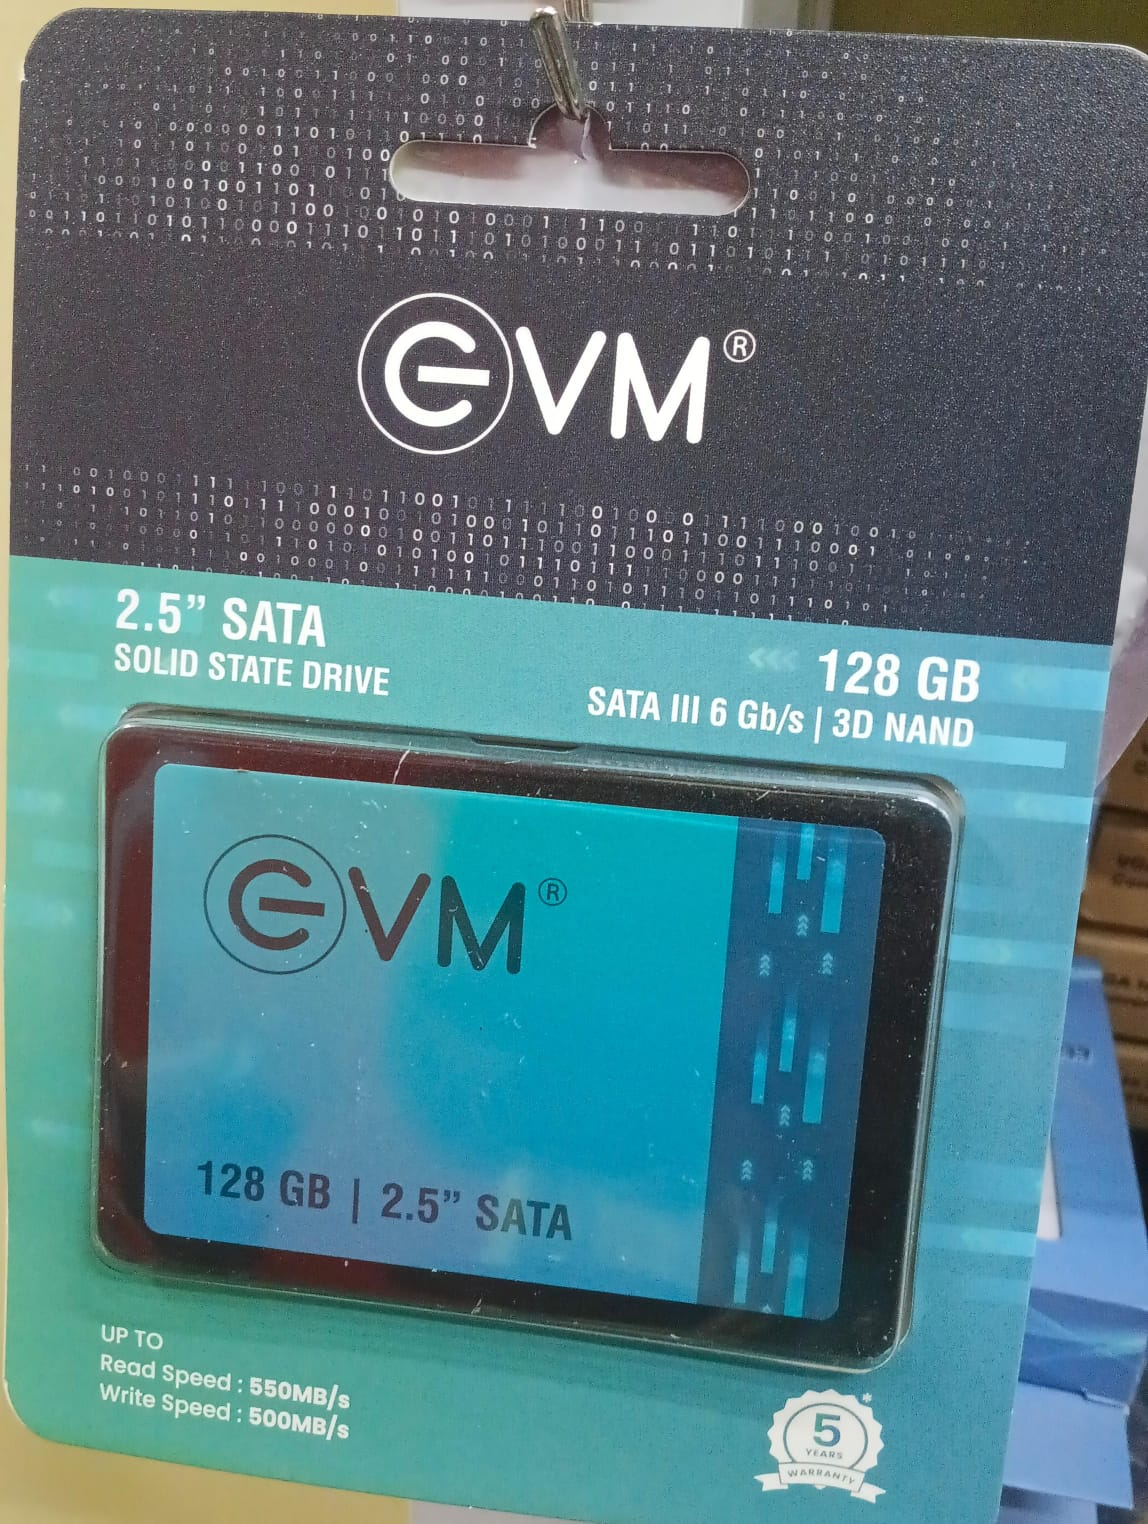 EVM®
2.5” SATA
SOLID STATE DRIVE
128 GB
SATA III 6 Gb/s | 3D NAND
EVM®
128 GB | 2.5” SATA
UP TO
Read Speed : 550MB/s
Write Speed : 500MB/s
5*
YEARS
WARRANTY